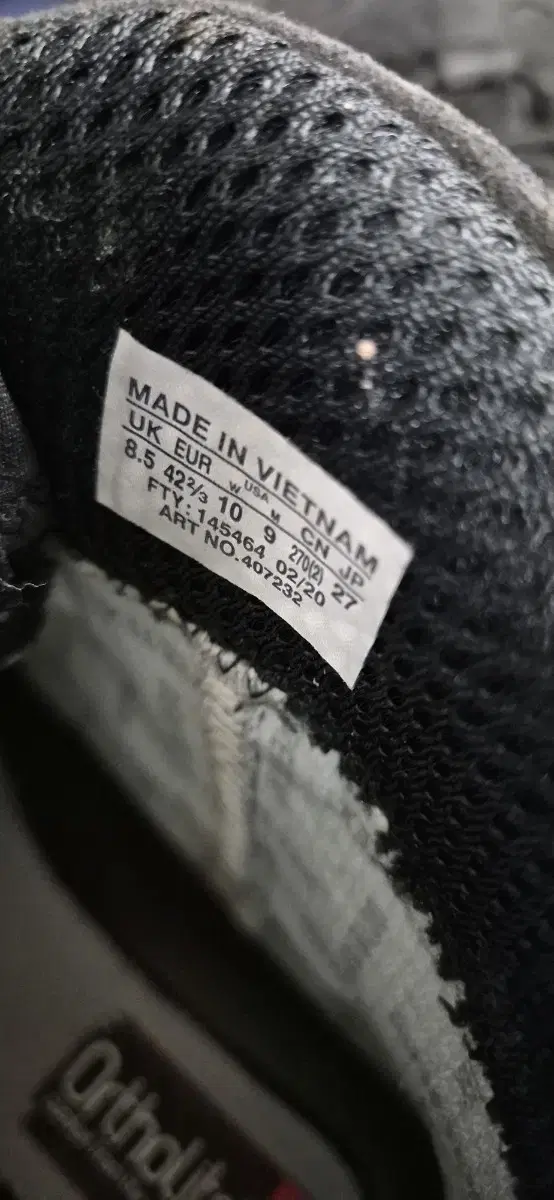 MADE IN VIETNAM
UK EUR USA CN JP
W M
8.5 42⅔ 10 9 270(2) 27
FTY: 145464 02/20
ART NO.407232
OrthoLite